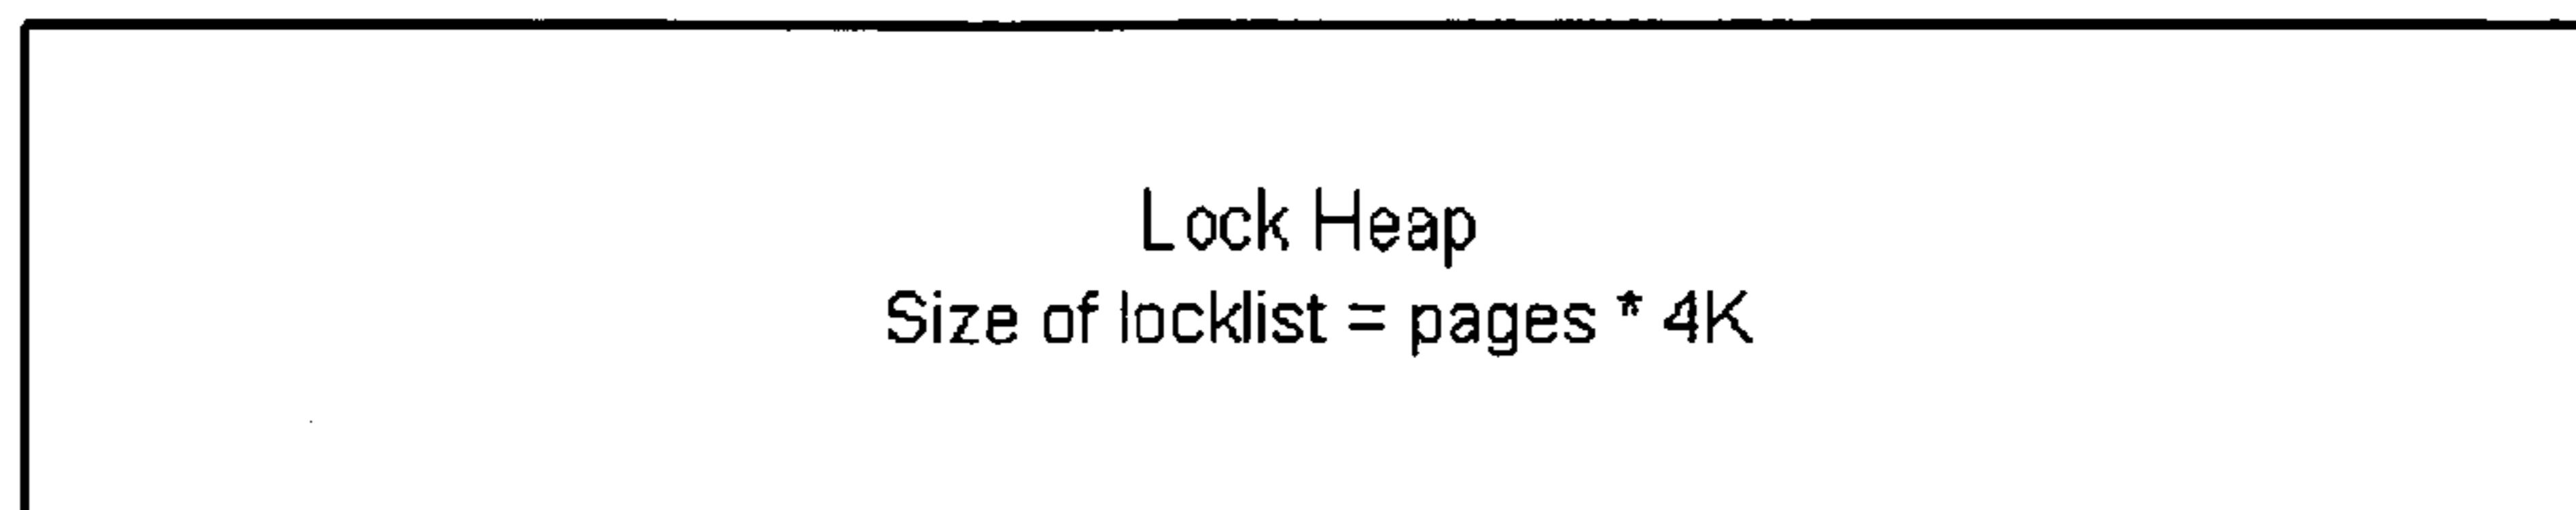 Lock Heap
Size of locklist = pages * 4K